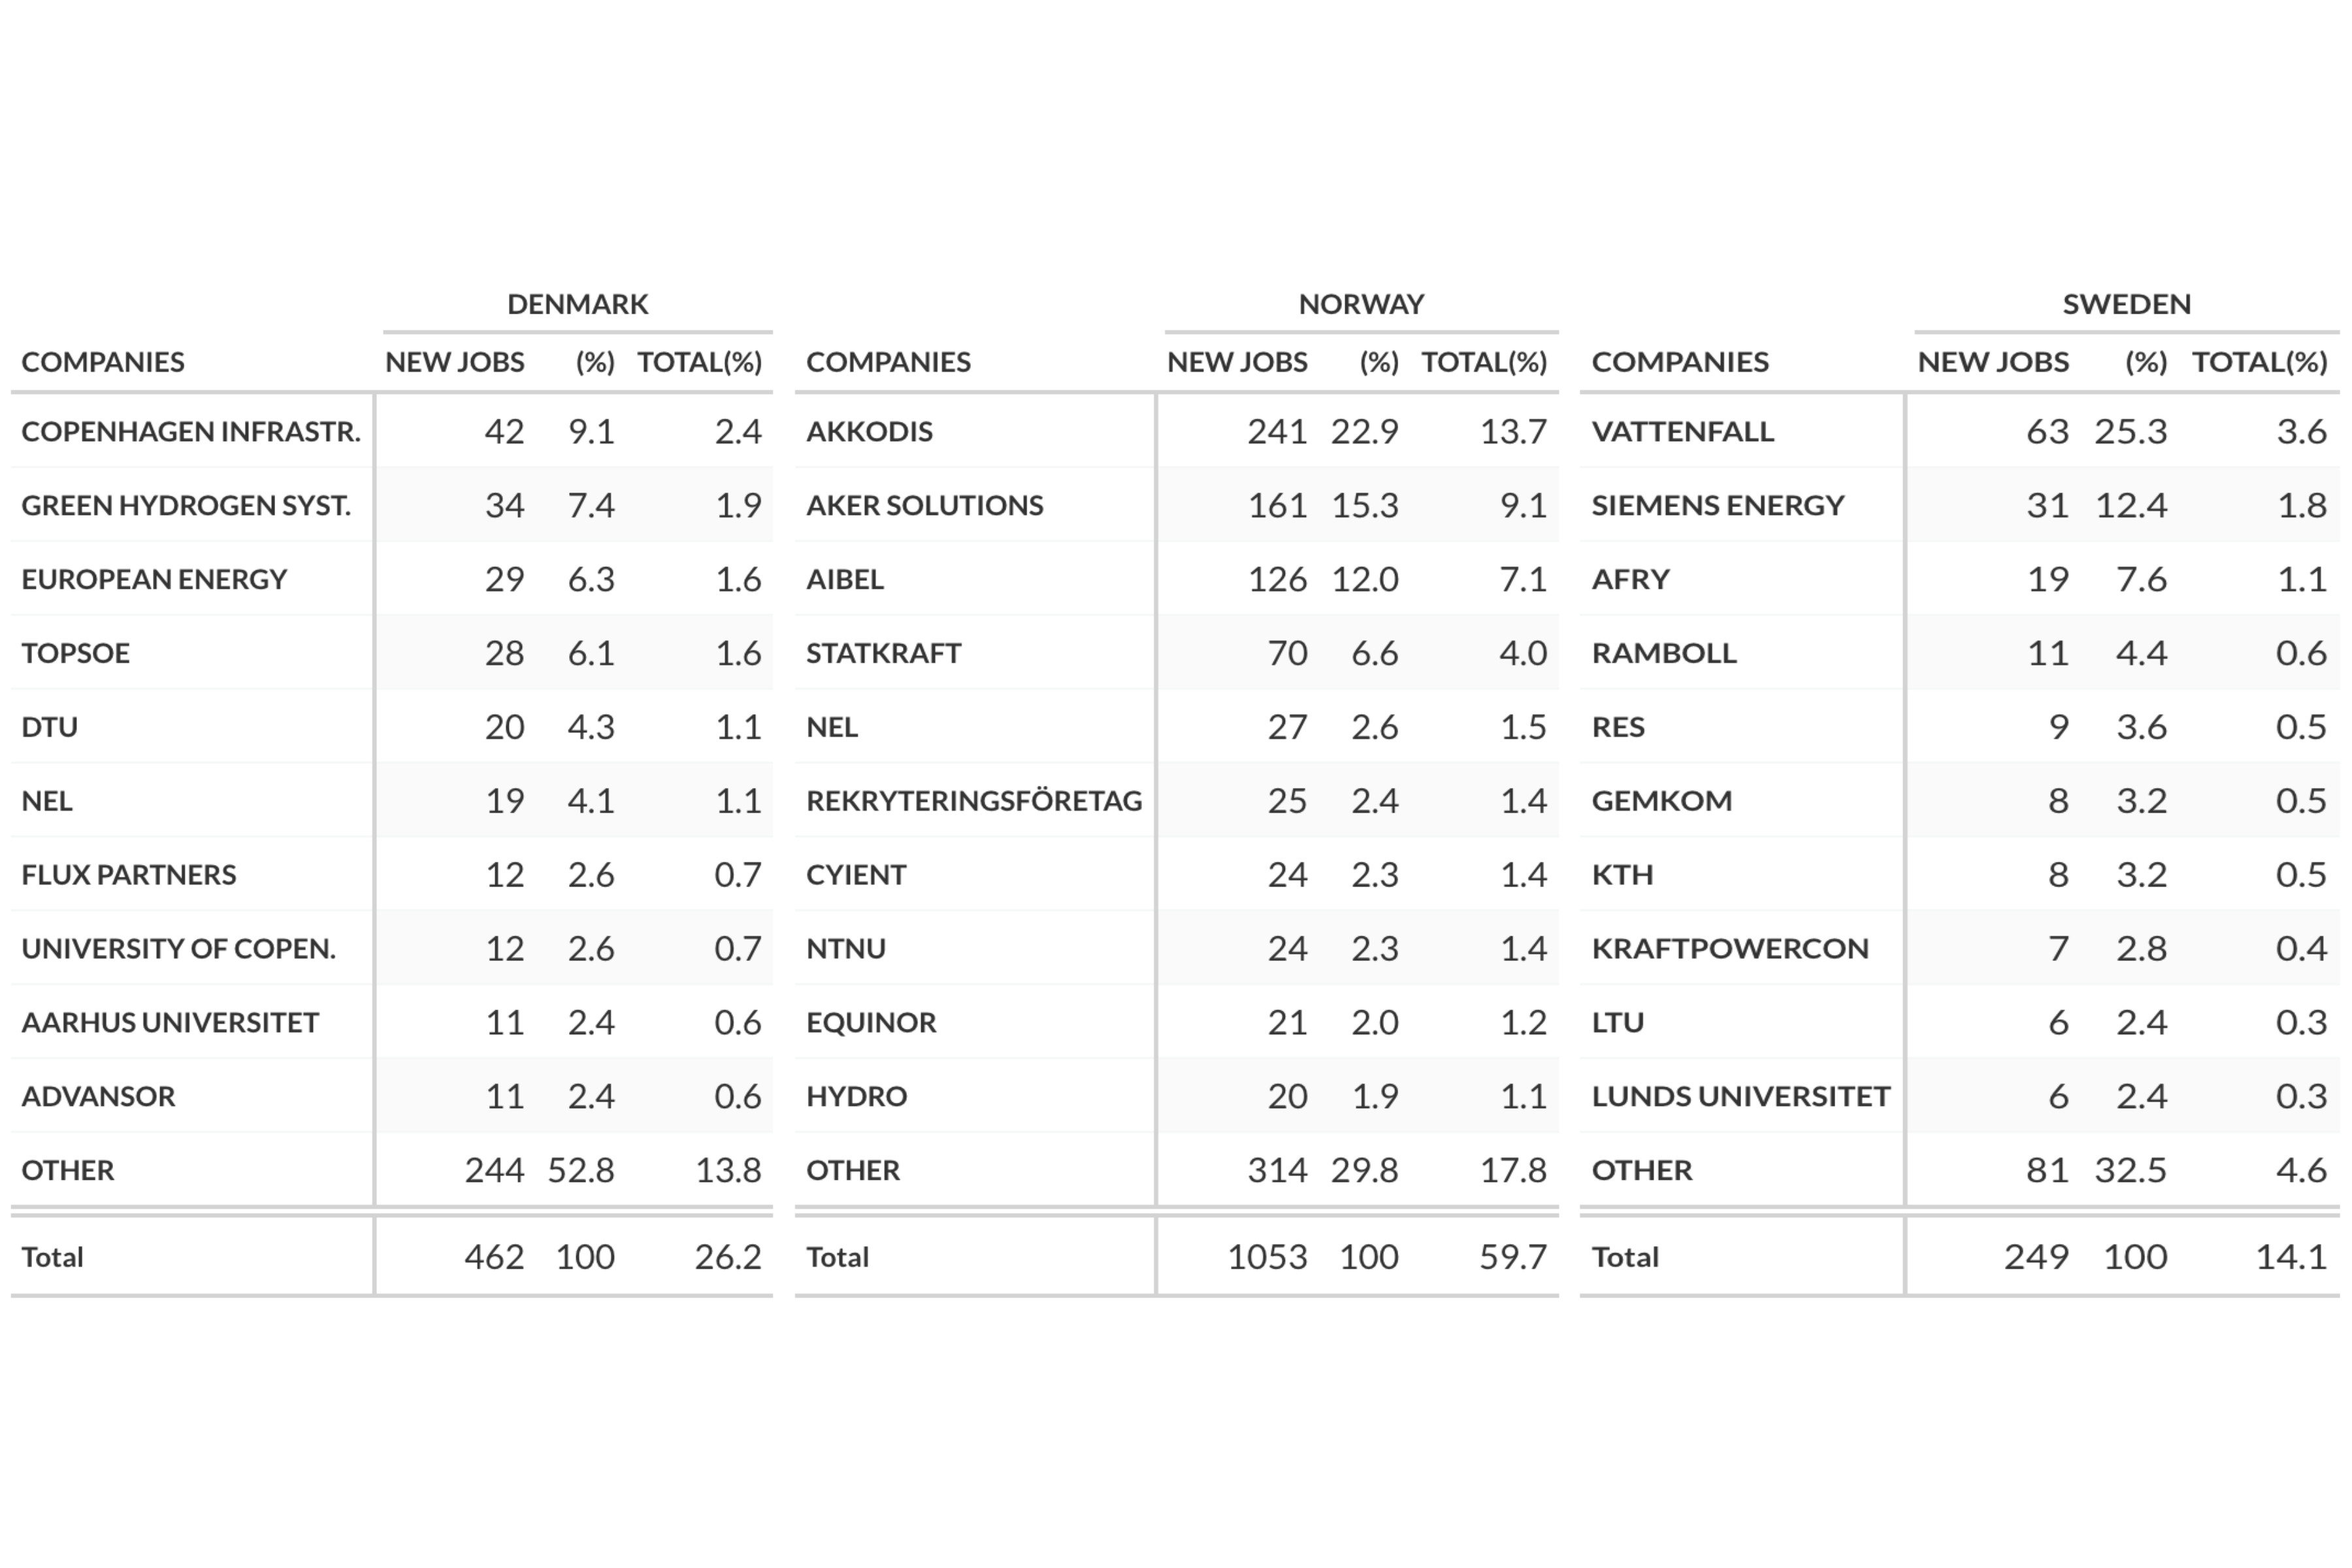 DENMARK NORWAY SWEDEN
COMPANIES NEW JOBS (%) TOTAL(%) COMPANIES NEW JOBS (%) TOTAL(%) COMPANIES NEW JOBS (%) TOTAL(%)
COPENHAGEN INFRASTR. 42 9.1 2.4 AKKODIS 241 22.9 13.7 VATTENFALL 63 25.3 3.6
GREEN HYDROGEN SYST. 34 7.4 1.9 AKER SOLUTIONS 161 15.3 9.1 SIEMENS ENERGY 31 12.4 1.8
EUROPEAN ENERGY 29 6.3 1.6 AIBEL 126 12.0 7.1 AFRY 19 7.6 1.1
TOPSOE 28 6.1 1.6 STATKRAFT 70 6.6 4.0 RAMBOLL 11 4.4 0.6
DTU 20 4.3 1.1 NEL 27 2.6 1.5 RES 9 3.6 0.5
NEL 19 4.1 1.1 REKRYTERINGSFÖRETAG 25 2.4 1.4 GEMKOM 8 3.2 0.5
FLUX PARTNERS 12 2.6 0.7 CYIENT 24 2.3 1.4 KTH 8 3.2 0.5
UNIVERSITY OF COPEN. 12 2.6 0.7 NTNU 24 2.3 1.4 KRAFTPOWERCON 7 2.8 0.4
AARHUS UNIVERSITET 11 2.4 0.6 EQUINOR 21 2.0 1.2 LTU 6 2.4 0.3
ADVANSOR 11 2.4 0.6 HYDRO 20 1.9 1.1 LUNDS UNIVERSITET 6 2.4 0.3
OTHER 244 52.8 13.8 OTHER 314 29.8 17.8 OTHER 81 32.5 4.6
Total 462 100 26.2 Total 1053 100 59.7 Total 249 100 14.1